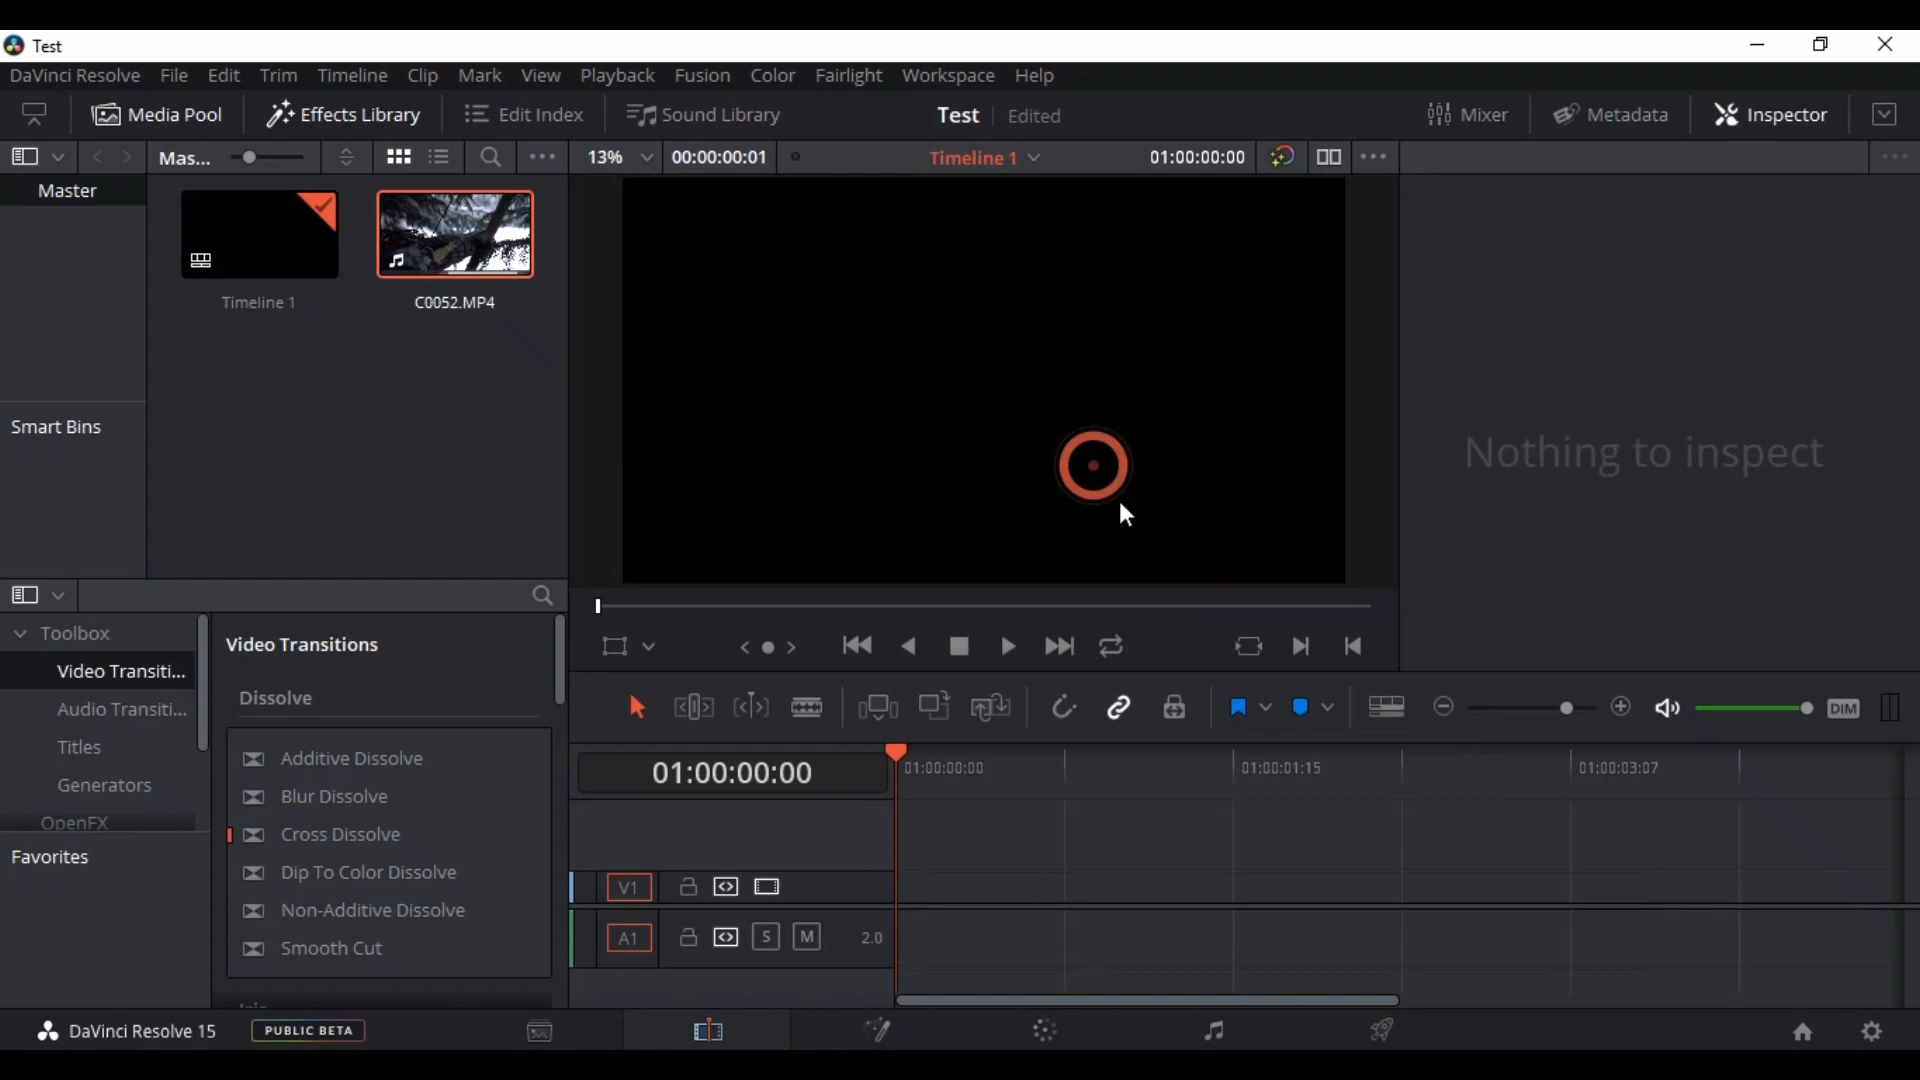 Test
DaVinci Resolve File Edit Trim Timeline Clip Mark View Playback Fusion Color Fairlight Workspace Help
Media Pool Effects Library Edit Index Sound Library Test Edited Mixer Metadata Inspector
Mas... 13% 00:00:00:01 Timeline 1 01:00:00:00
Master
Timeline 1
C0052.MP4
Smart Bins
Nothing to inspect
Toolbox
Video Transiti...
Audio Transiti...
Titles
Generators
OpenFX
Favorites
Video Transitions
Dissolve
Additive Dissolve
Blur Dissolve
Cross Dissolve
Dip To Color Dissolve
Non-Additive Dissolve
Smooth Cut
DIM
01:00:00:00 01:00:00:00 01:00:01:15 01:00:03:07
V1
A1 S M 2.0
DaVinci Resolve 15 PUBLIC BETA